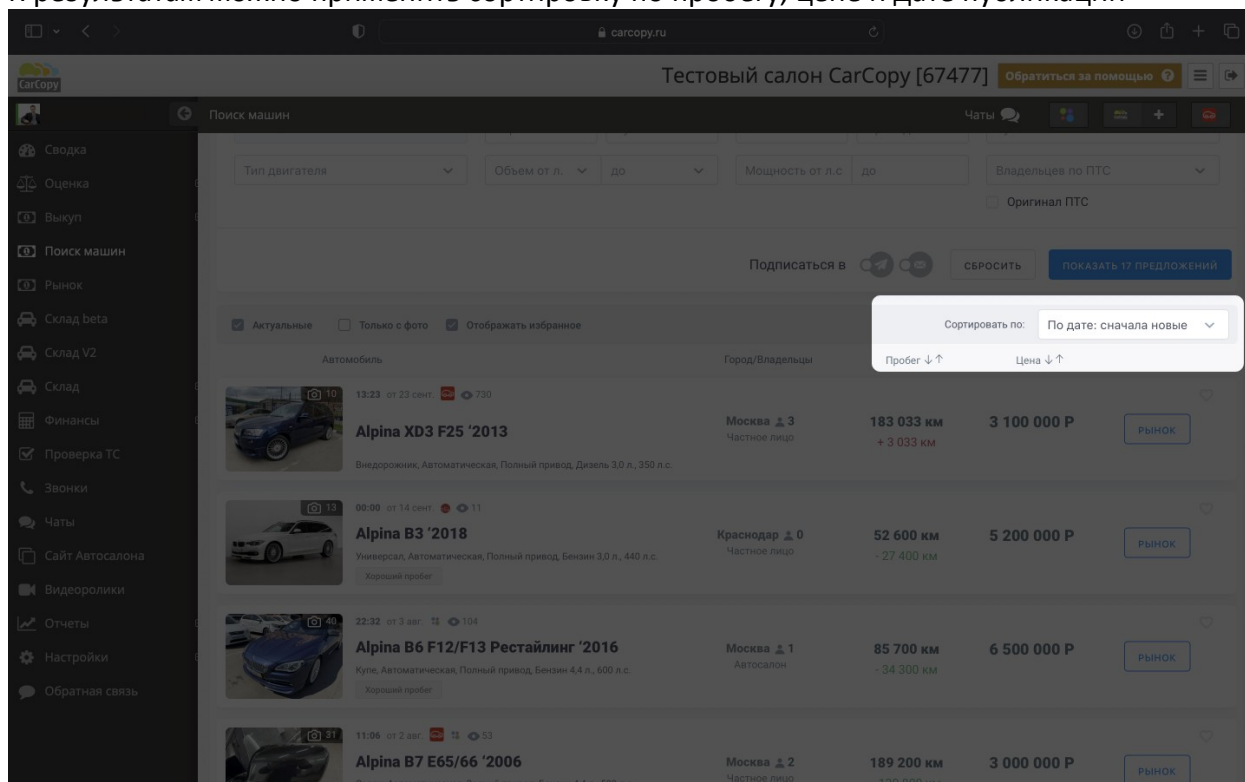 К результатам можно применять сортировку по пробегу, цене и дате публикации
carcopy.ru
CarCopy
Тестовый салон CarCopy [67477]
Обратиться за помощью
Поиск машин
Чаты
Сводка
Оценка
Выкуп
Поиск машин
Рынок
Склад beta
Склад V2
Склад
Финансы
Проверка ТС
Звонки
Чаты
Сайт Автосалона
Видеоролики
Отчеты
Настройки
Обратная связь
Тип двигателя
Объем от л.
до
Мощность от л.с
до
Владельцев по ПТС
Оригинал ПТС
Подписаться в
СБРОСИТЬ
ПОКАЗАТЬ 17 ПРЕДЛОЖЕНИЙ
Актуальные
Только с фото
Отображать избранное
Сортировать по:
По дате: сначала новые
Автомобиль
Город/Владельцы
Пробег ↓↑
Цена ↓↑
10
13:23 от 23 сент. 730
Alpina XD3 F25 ‘2013
Внедорожник, Автоматическая, Полный привод, Дизель 3,0 л., 350 л.с.
Москва 3
Частное лицо
183 033 км
+ 3 033 км
3 100 000 Р
РЫНОК
13
00:00 от 14 сент. 11
Alpina B3 ‘2018
Универсал, Автоматическая, Полный привод, Бензин 3,0 л., 440 л.с.
Хороший пробег
Краснодар 0
Частное лицо
52 600 км
- 27 400 км
5 200 000 Р
РЫНОК
40
22:32 от 3 авг. 104
Alpina B6 F12/F13 Рестайлинг ‘2016
Купе, Автоматическая, Полный привод, Бензин 4,4 л., 600 л.с.
Хороший пробег
Москва 1
Автосалон
85 700 км
- 34 300 км
6 500 000 Р
РЫНОК
31
11:06 от 2 авг. 53
Alpina B7 E65/66 ‘2006
Москва 2
Частное лицо
189 200 км
3 000 000 Р
РЫНОК